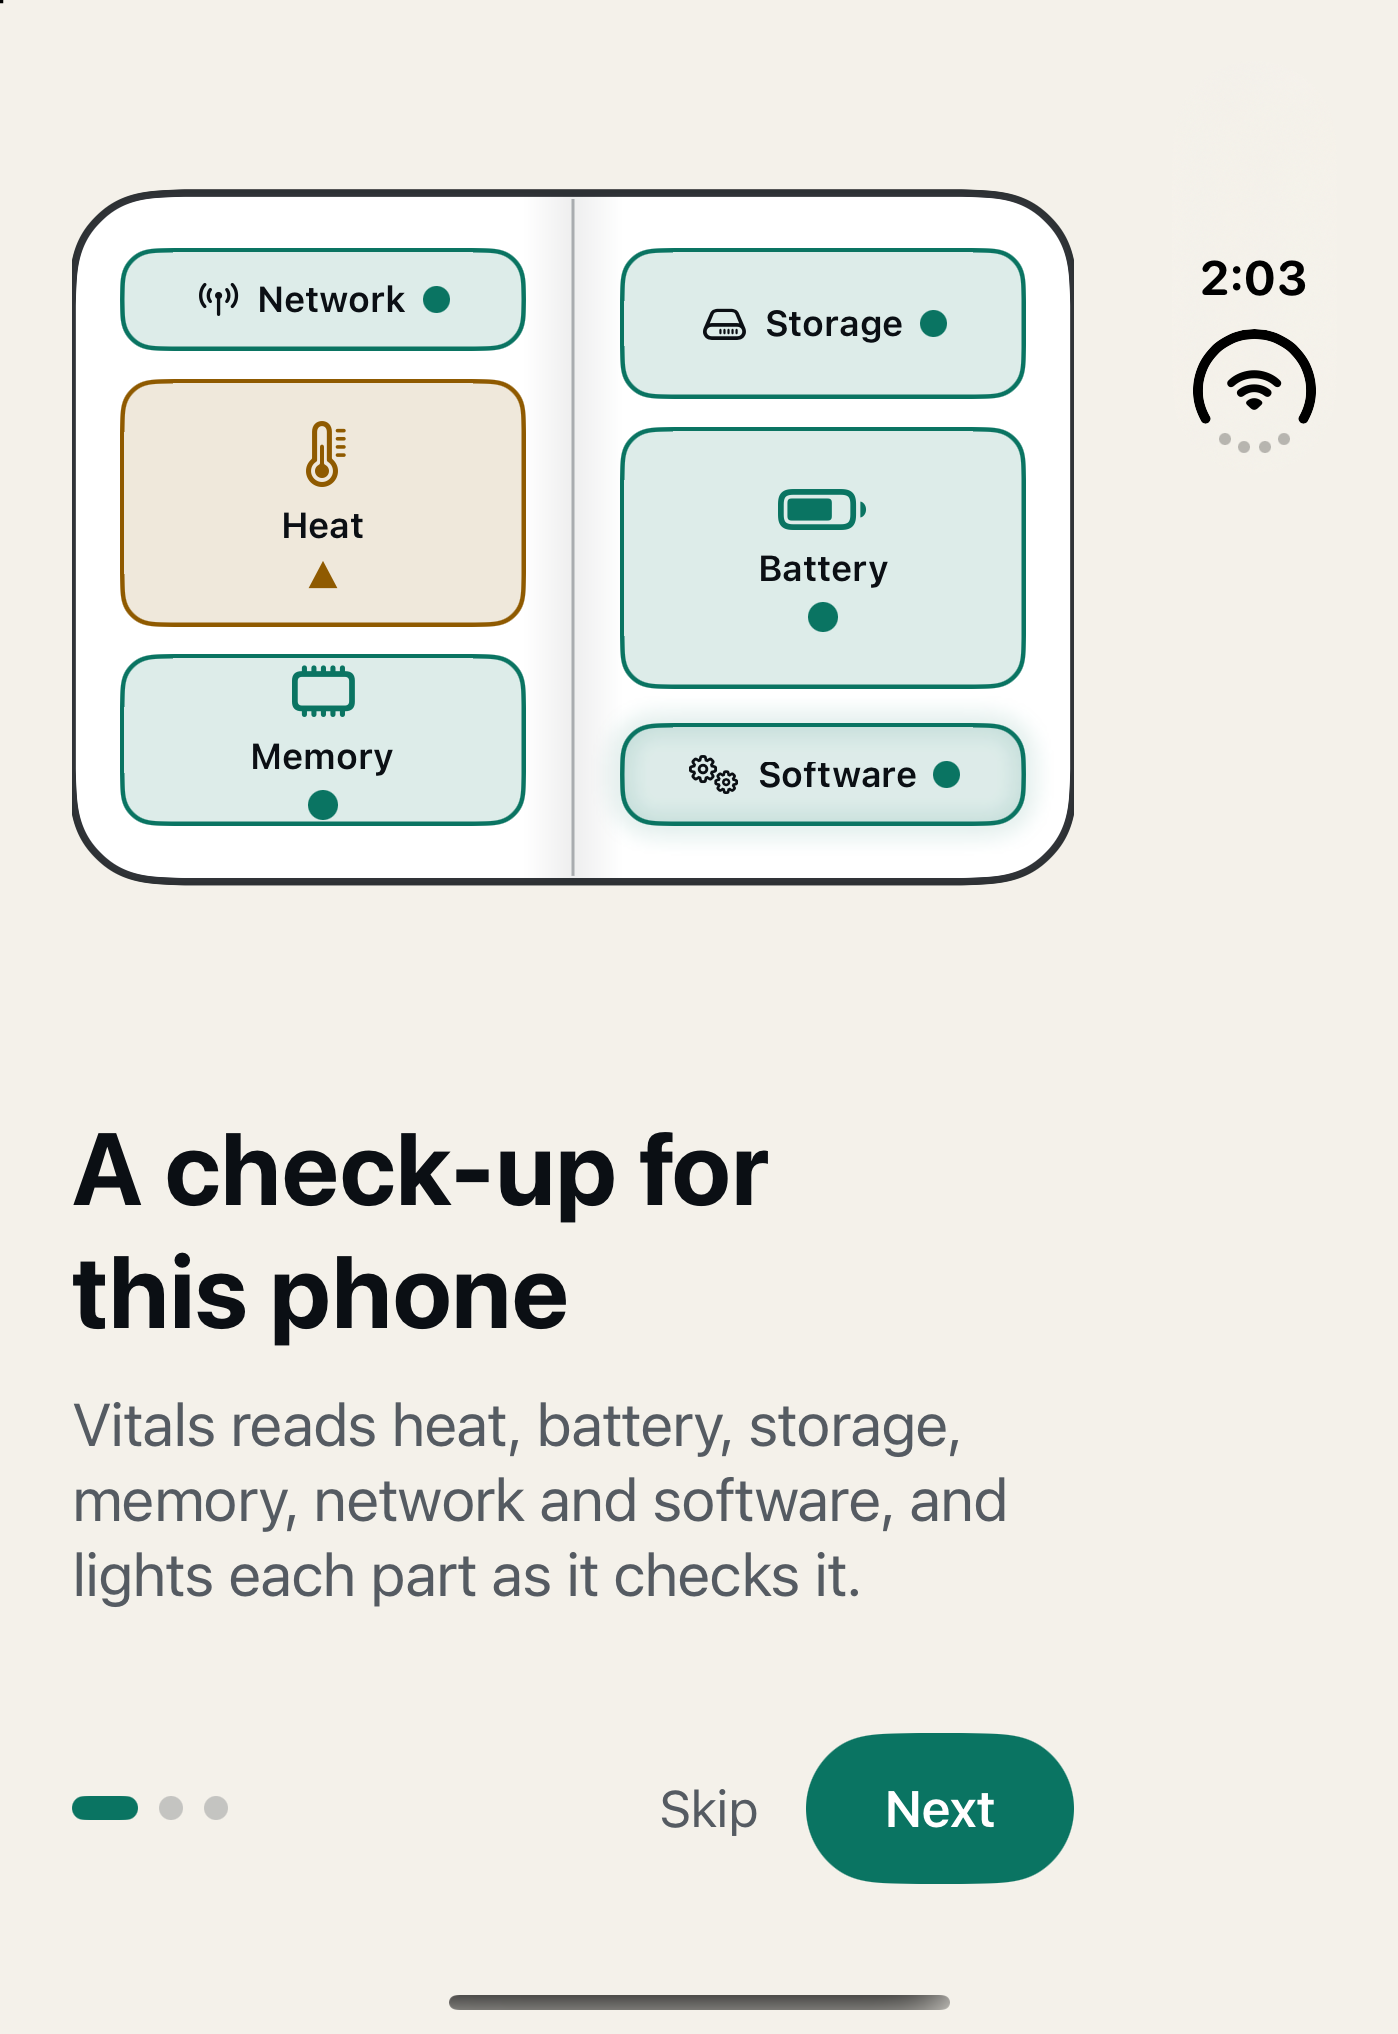 2:03
Network
Heat
Memory
Storage
Battery
Software
A check-up for
this phone
Vitals reads heat, battery, storage,
memory, network and software, and
lights each part as it checks it.
Skip
Next